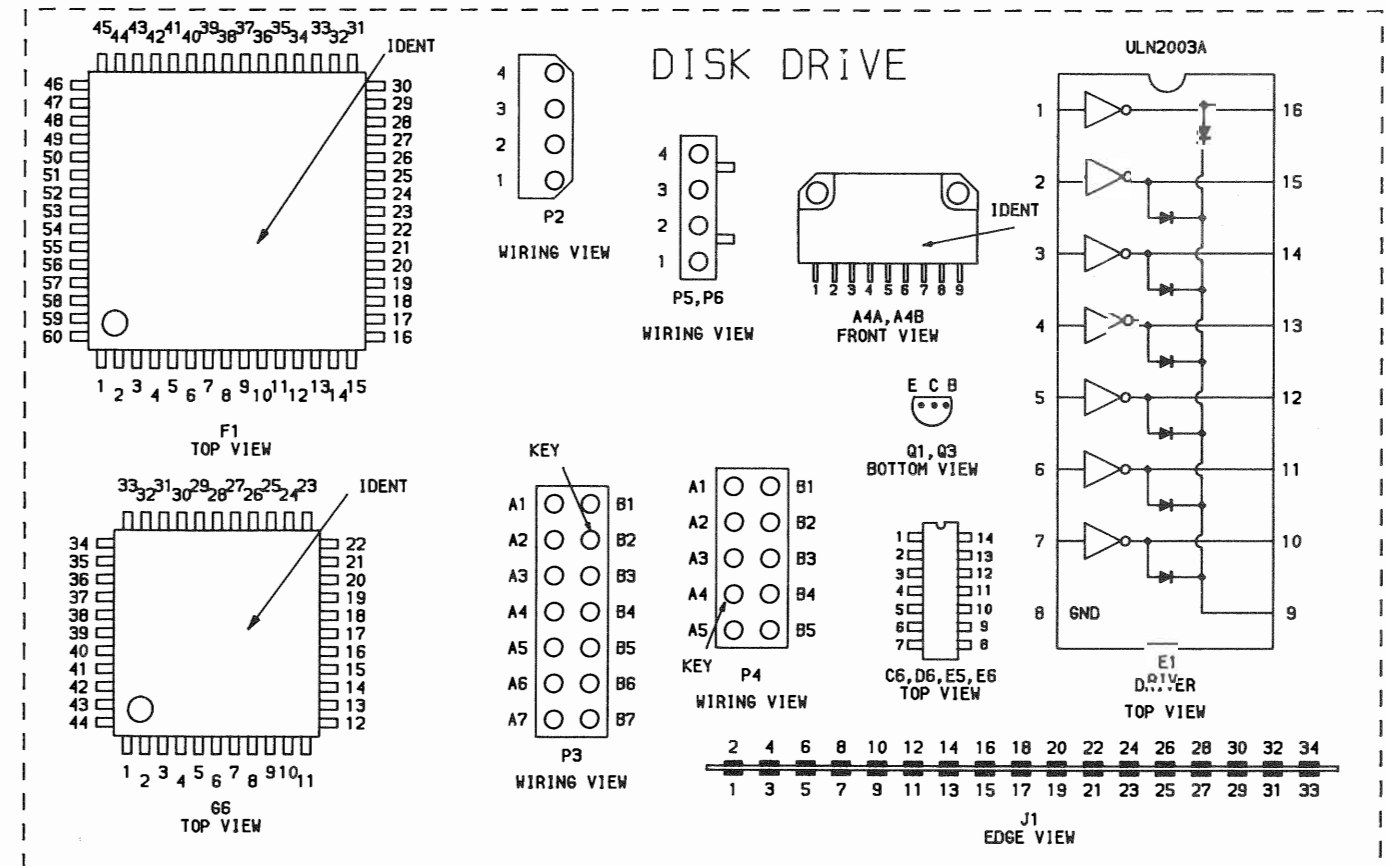 DISK DRiVE
45 44 43 42 41 40 39 38 37 36 35 34 33 32 31
IDENT
46 30
47 29
48 28
49 27
50 26
51 25
52 24
53 23
54 22
55 21
56 20
57 19
58 18
59 17
60 16
1 2 3 4 5 6 7 8 9 10 11 12 13 14 15
F1
TOP VIEW
4
3
2
1
P2
WIRING VIEW
4
3
2
1
P5,P6
WIRING VIEW
IDENT
1 2 3 4 5 6 7 8 9
A4A,A4B
FRONT VIEW
ULN2003A
1 16
2 15
3 14
4 13
5 12
6 11
7 10
8 GND 9
E1
TOP VIEW
E C B
Q1,Q3
BOTTOM VIEW
33 32 31 30 29 28 27 26 25 24 23
IDENT
34 22
35 21
36 20
37 19
38 18
39 17
40 16
41 15
42 14
43 13
44 12
1 2 3 4 5 6 7 8 9 10 11
G6
TOP VIEW
KEY
A1 B1
A2 B2
A3 B3
A4 B4
A5 B5
A6 B6
A7 B7
P3
WIRING VIEW
A1 B1
A2 B2
A3 B3
A4 B4
A5 B5
KEY
P4
WIRING VIEW
1 14
2 13
3 12
4 11
5 10
6 9
7 8
C6,D6,E5,E6
TOP VIEW
2 4 6 8 10 12 14 16 18 20 22 24 26 28 30 32 34
1 3 5 7 9 11 13 15 17 19 21 23 25 27 29 31 33
J1
EDGE VIEW